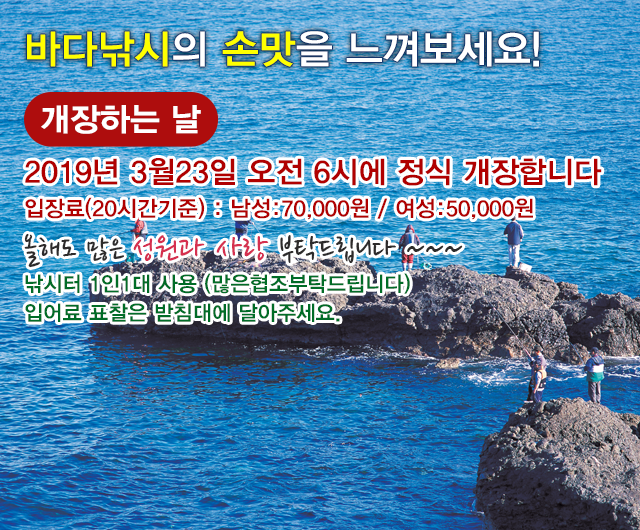 바다낚시의 손맛을 느껴보세요!
개장하는 날
2019년 3월23일 오전 6시에 정식 개장합니다
입장료(20시간기준) : 남성:70,000원 / 여성:50,000원
올해도 많은 성원과 사랑 부탁드립니다 ~~~
낚시터 1인1대 사용 (많은협조부탁드립니다)
입어료 표찰은 받침대에 달아주세요.